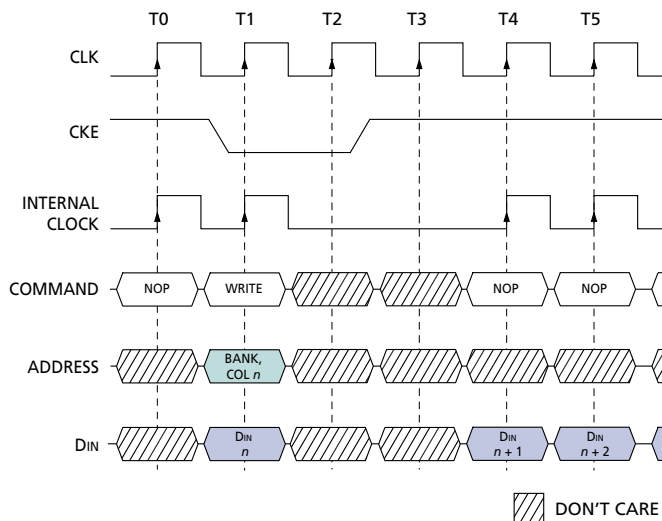 T0 T1 T2 T3 T4 T5
CLK
CKE
INTERNAL
CLOCK
COMMAND NOP WRITE NOP NOP
ADDRESS BANK,
COL n
DIN DIN
n DIN
n + 1 DIN
n + 2
DON'T CARE